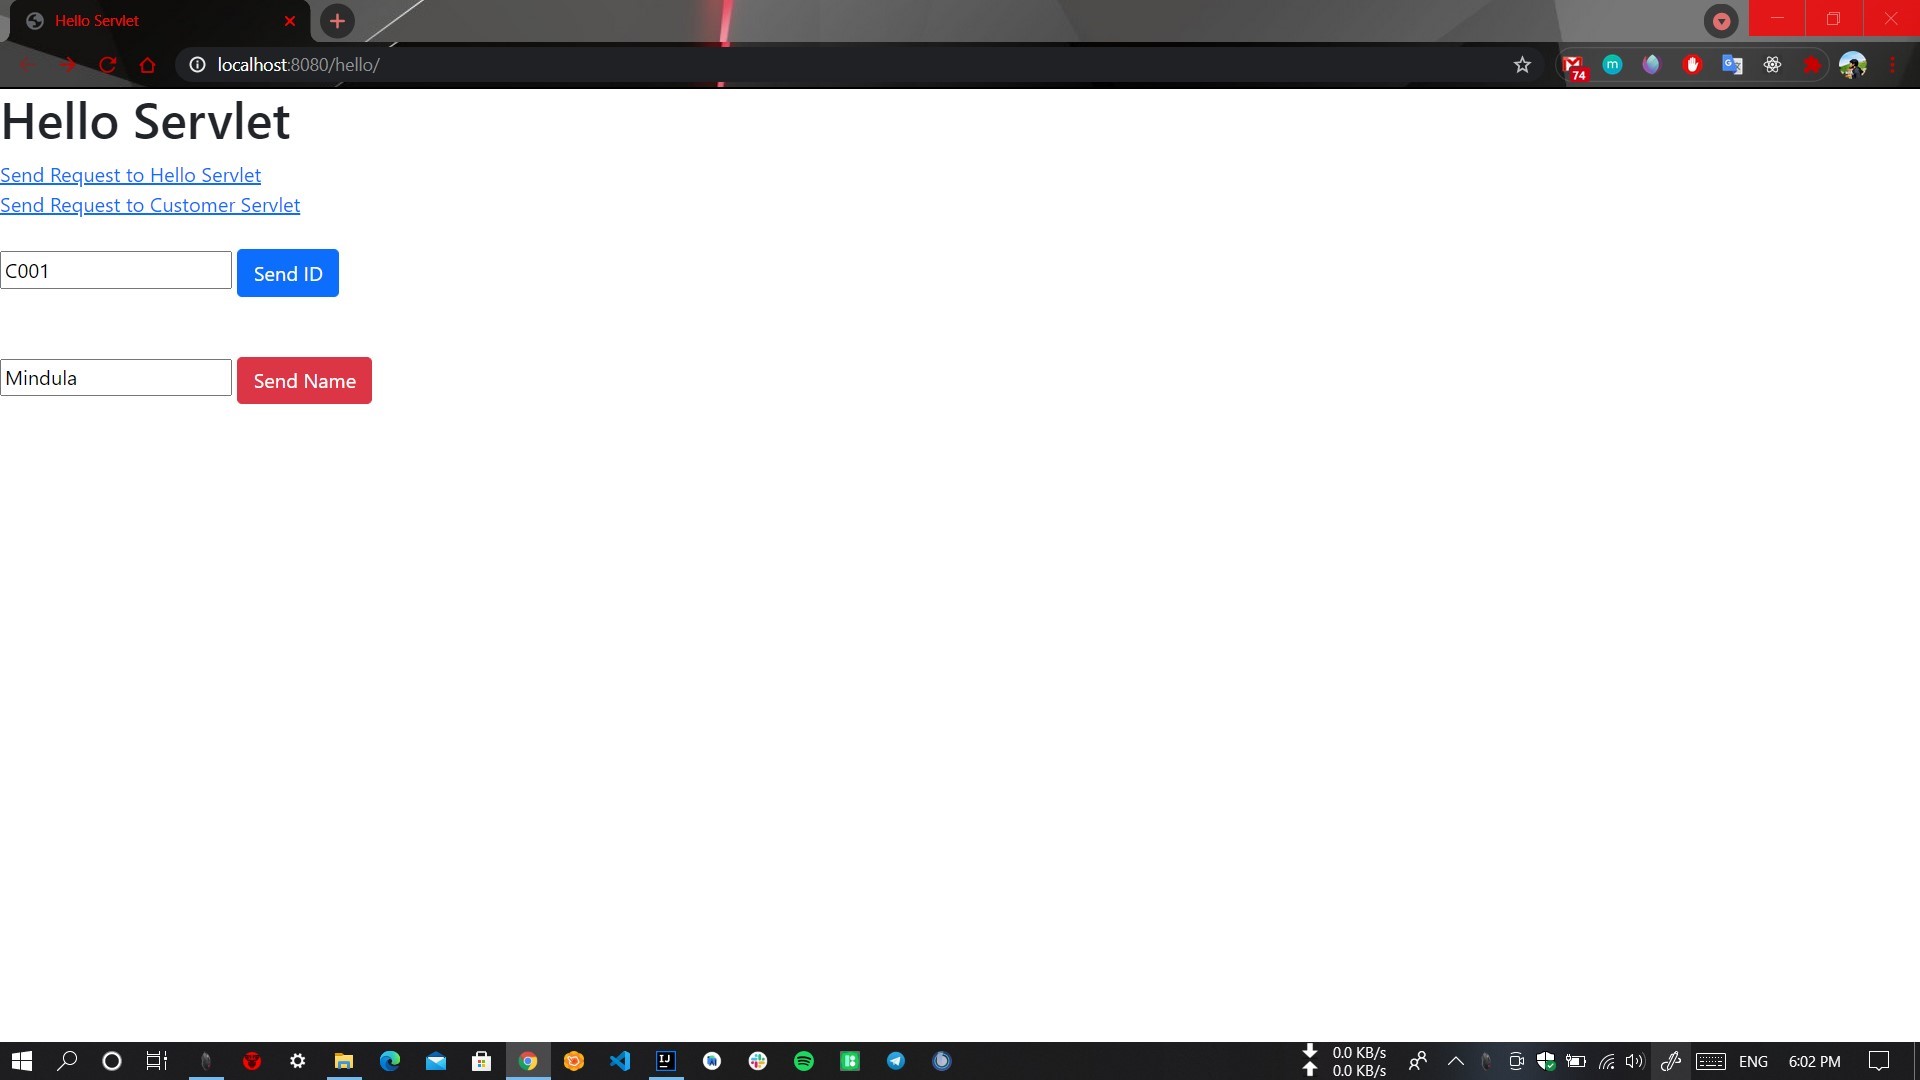 Hello Servlet
localhost:8080/hello/
74
m
Hello Servlet
Send Request to Hello Servlet
Send Request to Customer Servlet
C001
Send ID
Mindula
Send Name
IJ
0.0 KB/s
0.0 KB/s
ENG
6:02 PM